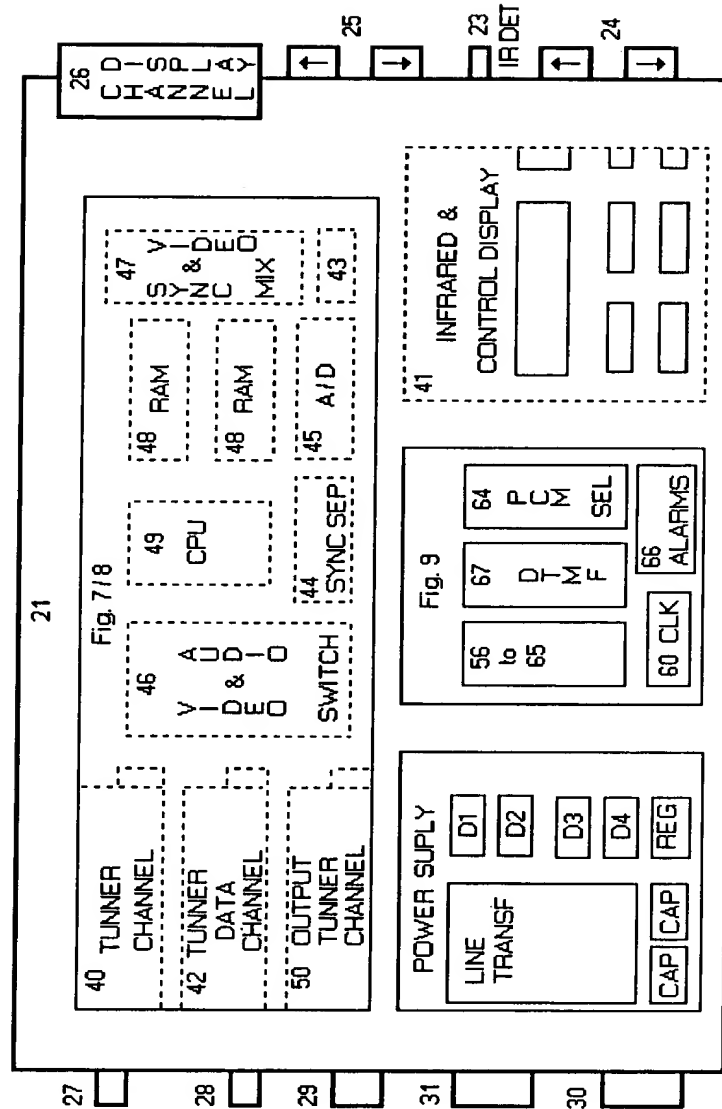 21
26 DISPLAY
CHANNEL
25
23
IR DET
24
27
28
29
31
30
Fig. 7/8
40 TUNNER
CHANNEL
42 TUNNER
DATA
CHANNEL
50 OUTPUT
TUNNER
CHANNEL
46
VIDEO & AUDIO
SWITCH
49
CPU
44
SYNC SEP
48 RAM
48 RAM
45 A/D
47
SYNC & VIDEO
MIX
43
POWER SUPLY
LINE
TRANSF
D1
D2
D3
D4
REG
CAP
CAP
Fig. 9
56
to
65
67
DTMF
64
PCM
SEL
60 CLK
66
ALARMS
41
INFRARED &
CONTROL DISPLAY